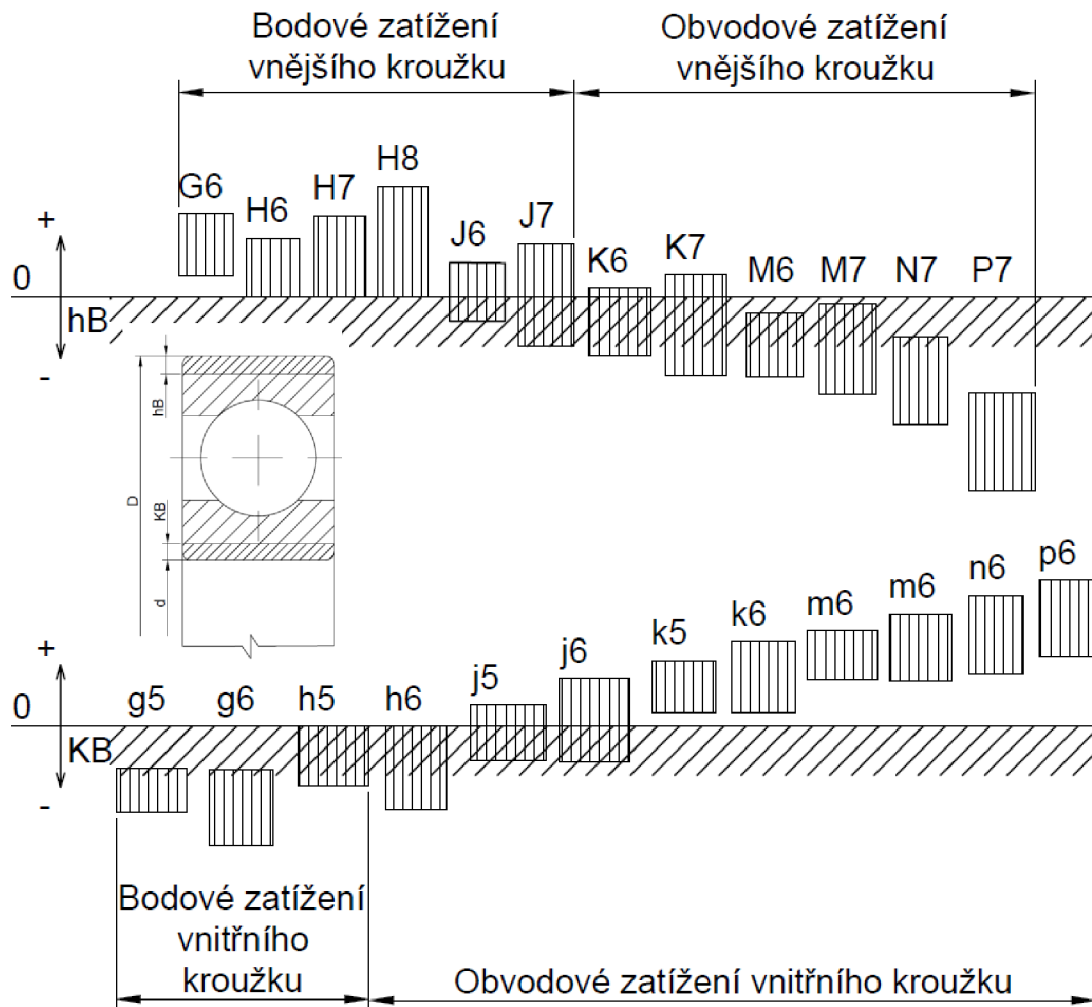 Bodové zatížení
vnějšího kroužku
Obvodové zatížení
vnějšího kroužku
G6
H6
H7
H8
J6
J7
K6
K7
M6
M7
N7
P7
+
0
hB
-
hB
D
KB
d
+
0
KB
-
g5
g6
h5
h6
j5
j6
k5
k6
m6
m6
n6
p6
Bodové zatížení
vnitřního
kroužku
Obvodové zatížení vnitřního kroužku